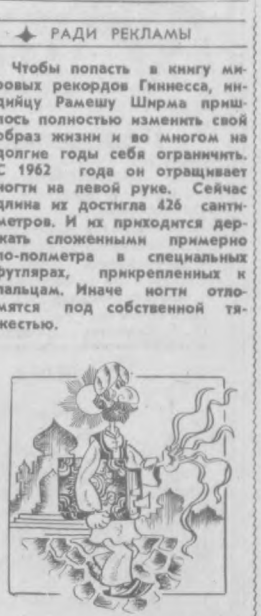 РАДИ РЕКЛАМЫ
Чтобы попасть в книгу ми-
ровых рекордов Гиннесса, ин-
дийцу Рамешу Ширма приш-
лось полностью изменить свой
образ жизни и во многом на
долгие годы себя ограничить.
С 1962 года он отращивает
ногти на левой руке. Сейчас
длина их достигла 426 санти-
метров. И их приходится дер-
жать сложенными примерно
по-полметра в специальных
футлярах, прикрепленных к
пальцам. Иначе ногти отло-
мятся под собственной тя-
жестью.